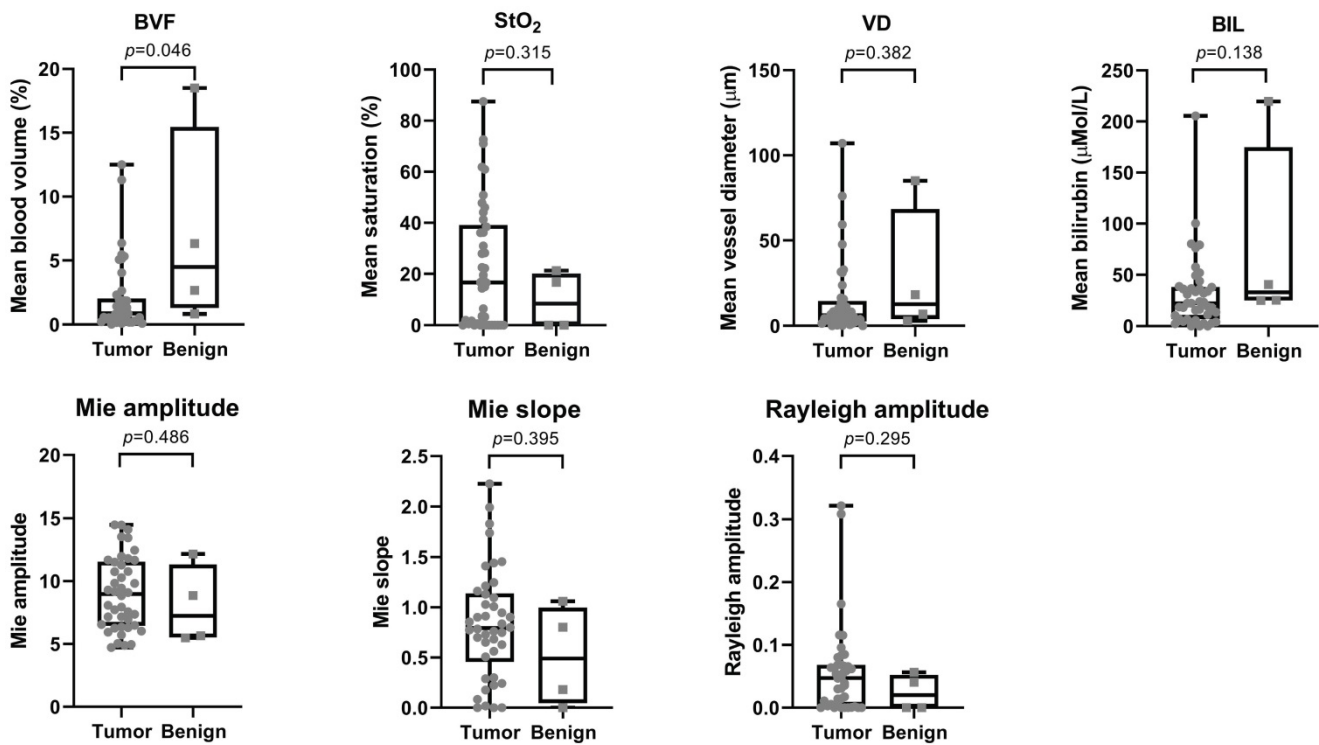 BVF
p=0.046
Mean blood volume (%)
20
15
10
5
0
Tumor Benign
StO₂
p=0.315
Mean saturation (%)
100
80
60
40
20
0
Tumor Benign
VD
p=0.382
Mean vessel diameter (μm)
150
100
50
0
Tumor Benign
BIL
p=0.138
Mean bilirubin (μMol/L)
250
200
150
100
50
0
Tumor Benign
Mie amplitude
p=0.486
Mie amplitude
20
15
10
5
0
Tumor Benign
Mie slope
p=0.395
Mie slope
2.5
2.0
1.5
1.0
0.5
0.0
Tumor Benign
Rayleigh amplitude
p=0.295
Rayleigh amplitude
0.4
0.3
0.2
0.1
0.0
Tumor Benign